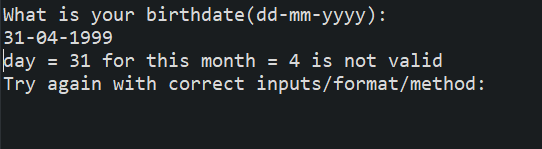 What is your birthdate(dd-mm-yyyy):
31-04-1999
day = 31 for this month = 4 is not valid
Try again with correct inputs/format/method: